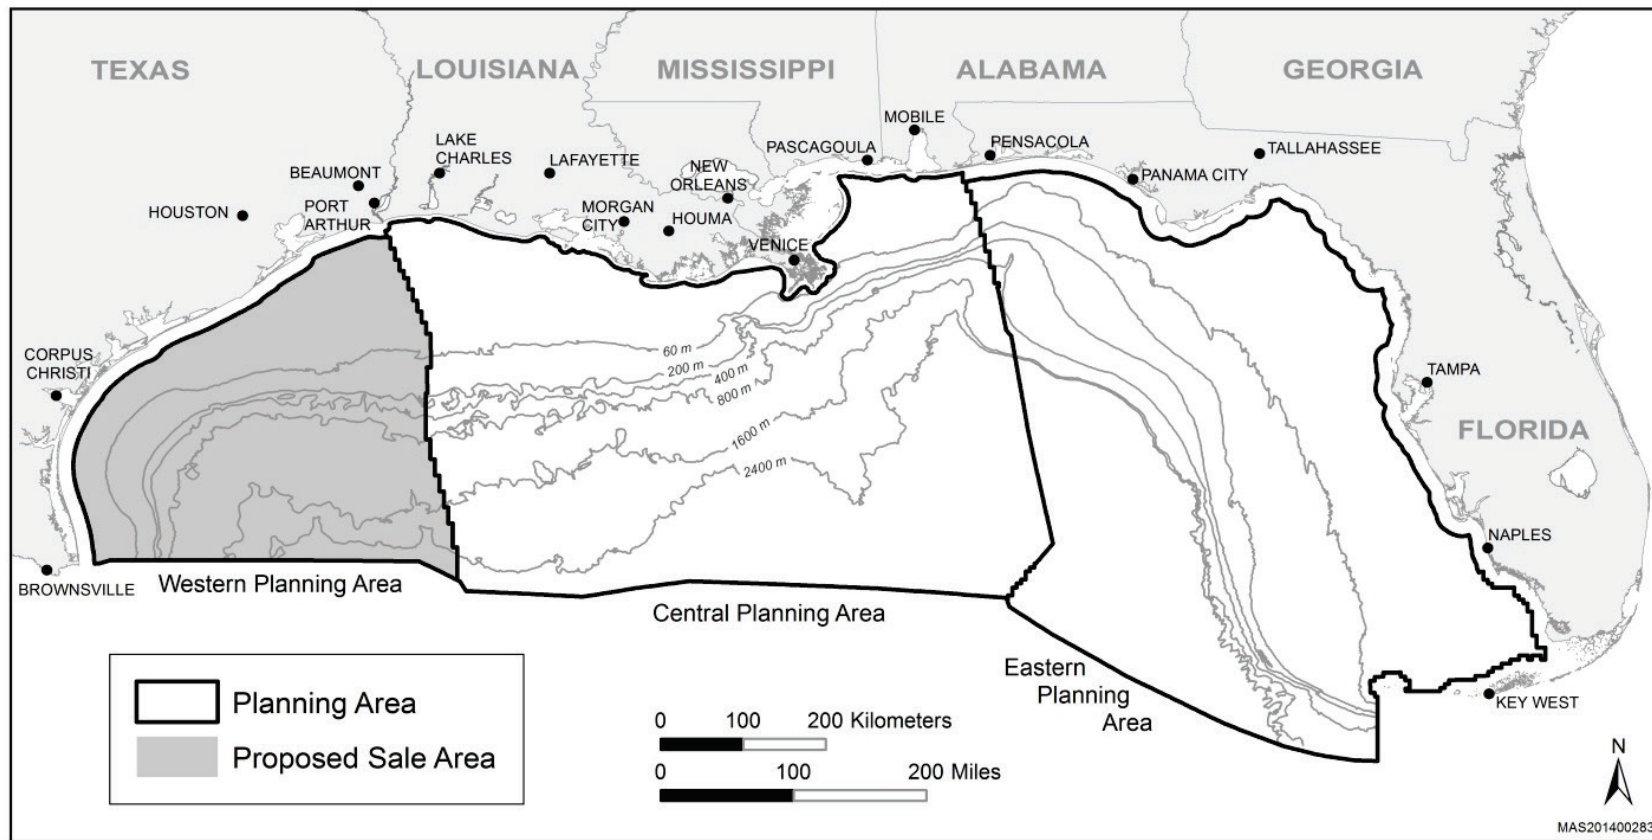 TEXAS
LOUISIANA
MISSISSIPPI
ALABAMA
GEORGIA
MOBILE
LAKE
CHARLES
LAFAYETTE
PASCAGOULA
PENSACOLA
TALLAHASSEE
BEAUMONT
NEW
ORLEANS
PANAMA CITY
HOUSTON
PORT
ARTHUR
MORGAN
CITY
HOUMA
VENICE
CORPUS
CHRISTI
60 m
200 m
400 m
800 m
1600 m
2400 m
TAMPA
FLORIDA
NAPLES
BROWNSVILLE
Western Planning Area
Central Planning Area
Eastern
Planning
Area
KEY WEST
Planning Area
Proposed Sale Area
0 100 200 Kilometers
0 100 200 Miles
N
MAS201400283